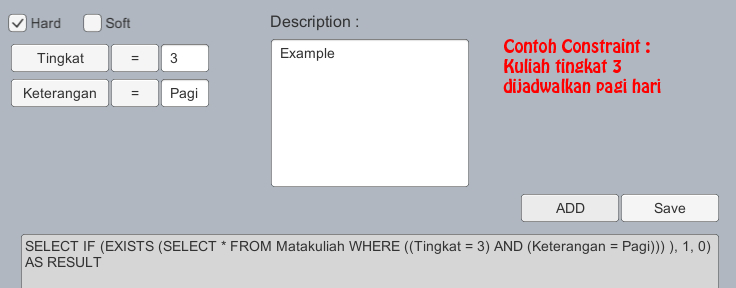 Hard Soft
Tingkat = 3
Keterangan = Pagi
Description :
Example
Contoh Constraint :
Kuliah tingkat 3
dijadwalkan pagi hari
ADD Save
SELECT IF (EXISTS (SELECT * FROM Matakuliah WHERE ((Tingkat = 3) AND (Keterangan = Pagi))) ), 1, 0)
AS RESULT